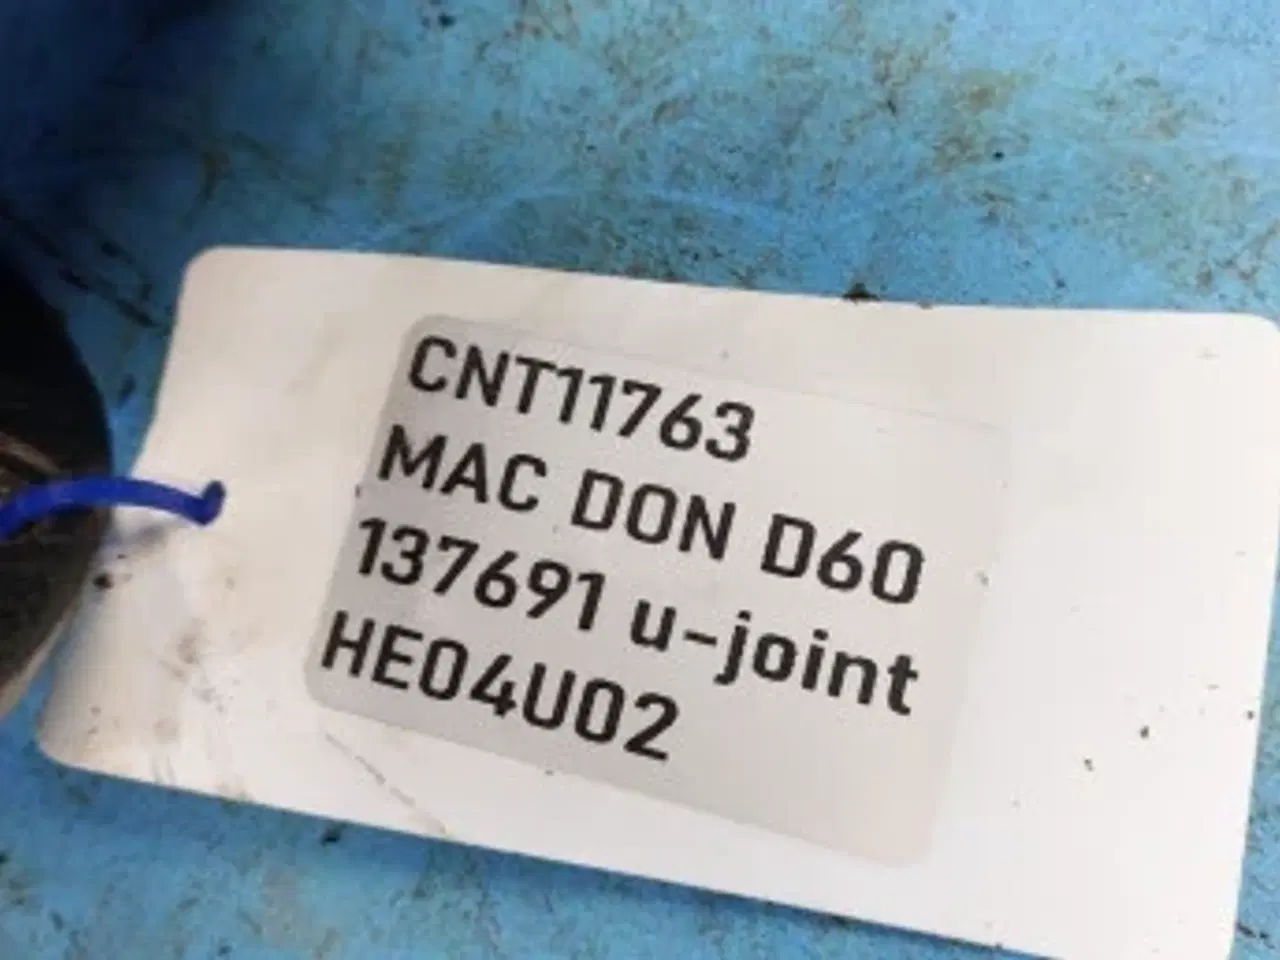 CNT11763
MAC DON D60
137691 u-joint
HE04U02